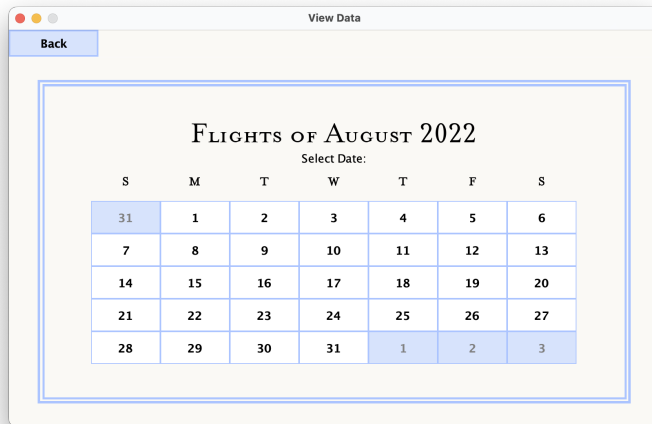 View Data
Back
Flights of August 2022
Select Date:
S M T W T F S
31 1 2 3 4 5 6
7 8 9 10 11 12 13
14 15 16 17 18 19 20
21 22 23 24 25 26 27
28 29 30 31 1 2 3